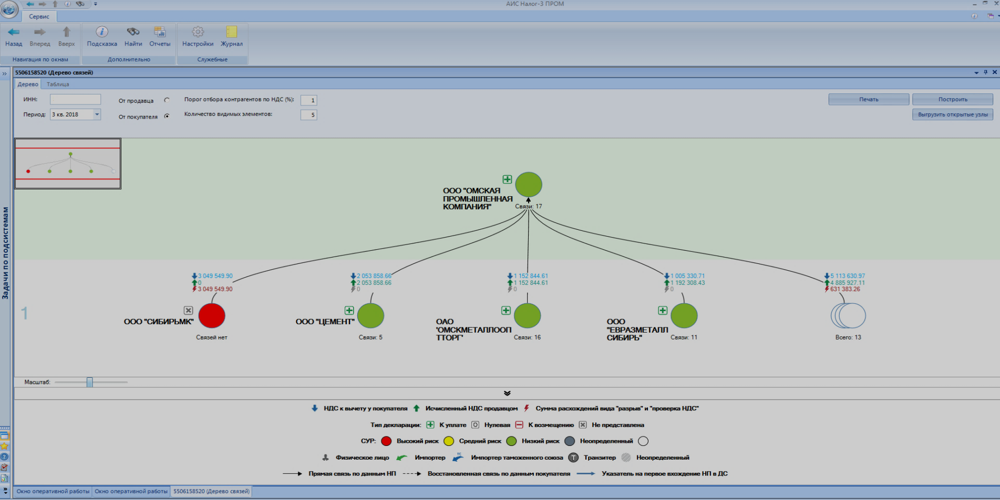 АИС Налог-3 ПРОМ
Сервис
Назад Вперед Вверх Подсказка Найти Отчеты Настройки Журнал
Навигация по окнам Дополнительно Служебные
5506158520 (Дерево связей)
Дерево Таблица
ИНН: От продавца Порог отбора контрагентов по НДС (%): 1 Печать Построить
Период: 3 кв. 2018 От покупателя Количество видимых элементов: 5 Выгрузить открытые узлы
Задачи по подсистемам
ООО "ОМСКАЯ
ПРОМЫШЛЕННАЯ
КОМПАНИЯ"
Связи: 17
1
3 049 549.90
0
3 049 549.90
ООО "СИБИРЬМК"
Связей нет
2 053 858.66
2 053 858.66
0
ООО "ЦЕМЕНТ"
Связи: 5
1 152 844.61
1 152 844.61
0
ОАО
'ОМСКМЕТАЛЛООП
ТТОРГ'
Связи: 16
1 005 330.71
1 192 308.43
0
ООО
"ЕВРАЗМЕТАЛЛ
СИБИРЬ"
Связи: 11
5 113 630.97
4 885 927.11
631 383.26
Всего: 13
Масштаб:
НДС к вычету у покупателя Исчисленный НДС продавцом Сумма расхождений вида "разрыв" и "проверка НДС"
Тип декларации: К уплате 0 Нулевая К возмещению Не представлена
СУР: Высокий риск Средний риск Низкий риск Неопределенный
Физическое лицо Импортер ТС Импортер таможенного союза Т Транзитер Неопределенный
Прямая связь по данным НП Восстановленная связь по данным покупателя Указатель на первое вхождение НП в ДС
Окно оперативной работы Окно оперативной работы 5506158520 (Дерево связей)